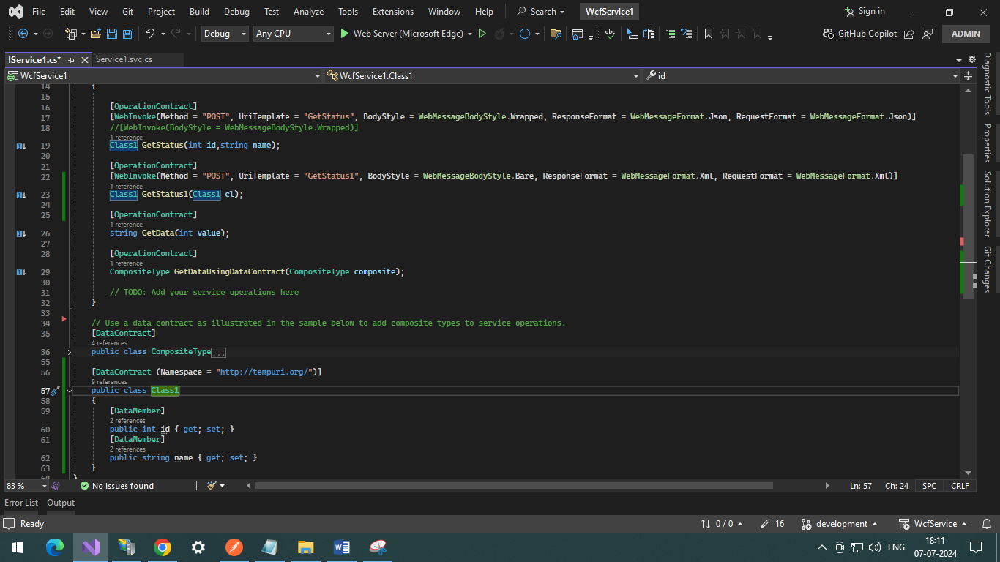 File Edit View Git Project Build Debug Test Analyze Tools Extensions Window Help Search WcfService1 Sign in
Debug Any CPU Web Server (Microsoft Edge) GitHub Copilot ADMIN
IService1.cs* Service1.svc.cs
WcfService1 WcfService1.Class1 id
14 {
15
16 [OperationContract]
17 [WebInvoke(Method = "POST", UriTemplate = "GetStatus", BodyStyle = WebMessageBodyStyle.Wrapped, ResponseFormat = WebMessageFormat.Json, RequestFormat = WebMessageFormat.Json)]
18 //[WebInvoke(BodyStyle = WebMessageBodyStyle.Wrapped)]
1 reference
19 Class1 GetStatus(int id,string name);
20
21 [OperationContract]
22 [WebInvoke(Method = "POST", UriTemplate = "GetStatus1", BodyStyle = WebMessageBodyStyle.Bare, ResponseFormat = WebMessageFormat.Xml, RequestFormat = WebMessageFormat.Xml)]
1 reference
23 Class1 GetStatus1(Class1 cl);
24
25 [OperationContract]
1 reference
26 string GetData(int value);
27
28 [OperationContract]
1 reference
29 CompositeType GetDataUsingDataContract(CompositeType composite);
30
31 // TODO: Add your service operations here
32 }
33
34 // Use a data contract as illustrated in the sample below to add composite types to service operations.
35 [DataContract]
4 references
36 public class CompositeType...
55
56 [DataContract (Namespace = "http://tempuri.org/")]
9 references
57 public class Class1
58 {
59 [DataMember]
2 references
60 public int id { get; set; }
61 [DataMember]
2 references
62 public string name { get; set; }
63 }
64 }
Diagnostic Tools
Properties
Solution Explorer
Git Changes
83 % No issues found Ln: 57 Ch: 24 SPC CRLF
Error List Output
Ready 0 / 0 16 development WcfService
ENG 18:11
07-07-2024